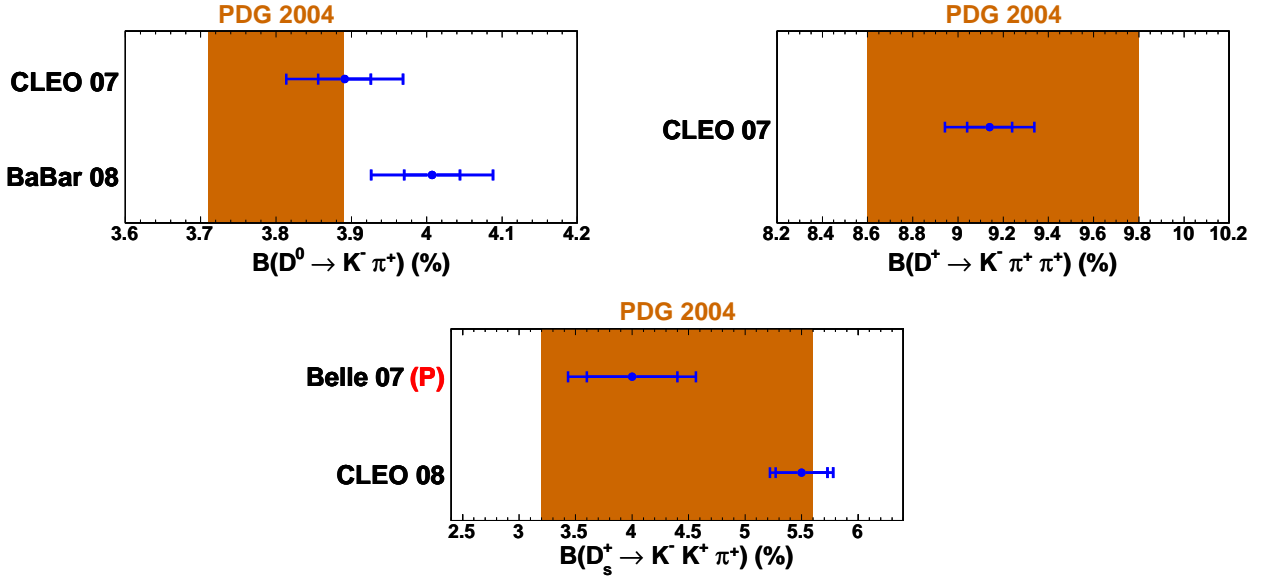 PDG 2004
CLEO 07
BaBar 08
3.6 3.7 3.8 3.9 4 4.1 4.2
B(D⁰ → K⁻ π⁺) (%)
PDG 2004
CLEO 07
8.2 8.4 8.6 8.8 9 9.2 9.4 9.6 9.8 10 10.2
B(D⁺ → K⁻ π⁺ π⁺) (%)
PDG 2004
Belle 07 (P)
CLEO 08
2.5 3 3.5 4 4.5 5 5.5 6
B(Dₛ⁺ → K⁻ K⁺ π⁺) (%)